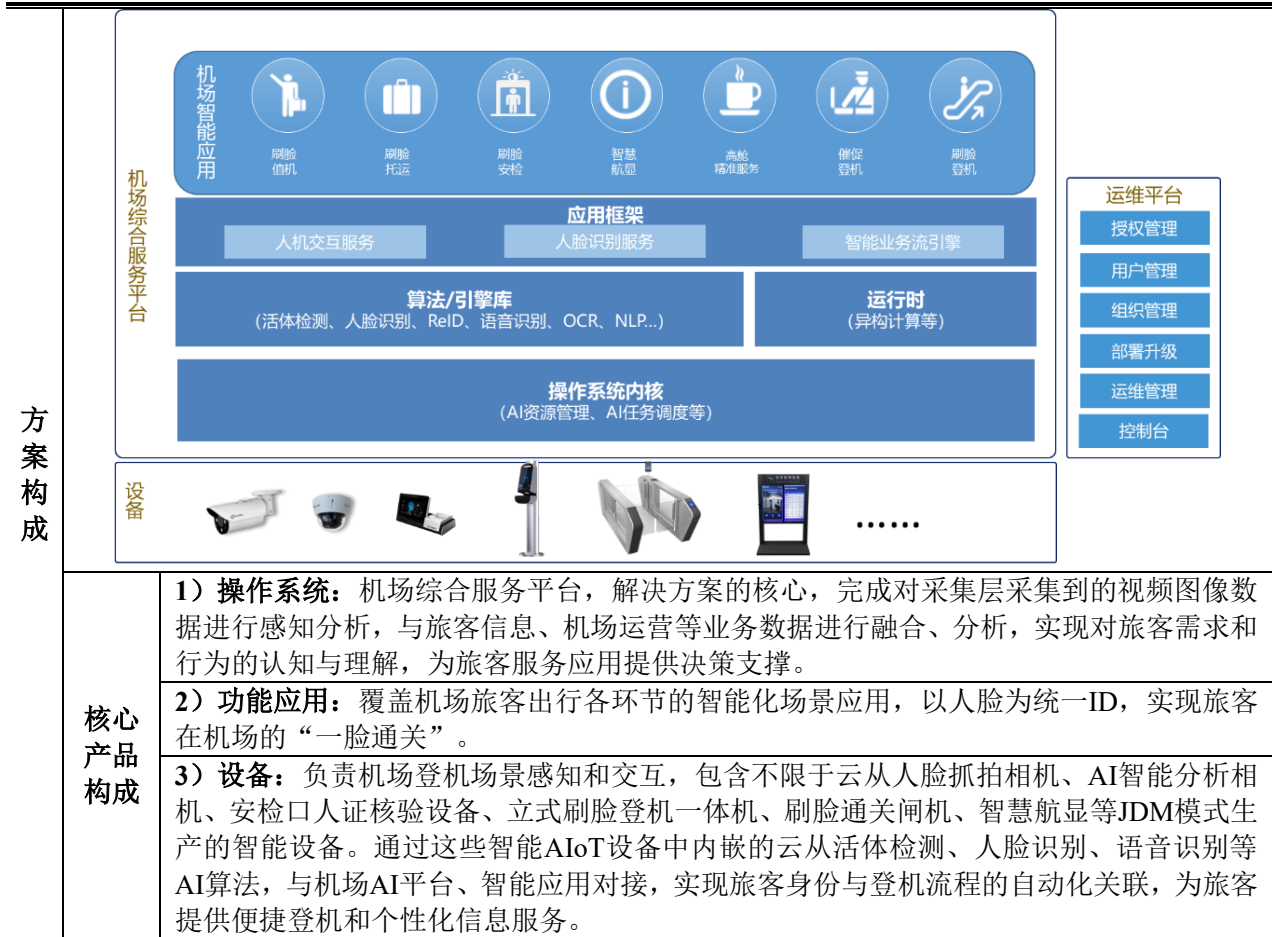 方案构成
机场综合服务平台
机场智能应用
刷脸
值机
刷脸
托运
刷脸
安检
智慧
航显
高舱
精准服务
催促
登机
刷脸
登机
应用框架
人机交互服务
人脸识别服务
智能业务流引擎
算法/引擎库
(活体检测、人脸识别、ReID、语音识别、OCR、NLP...)
运行时
(异构计算等)
操作系统内核
(AI资源管理、AI任务调度等)
运维平台
授权管理
用户管理
组织管理
部署升级
运维管理
控制台
设备
······
核心
产品
构成
1）操作系统：机场综合服务平台，解决方案的核心，完成对采集层采集到的视频图像数
据进行感知分析，与旅客信息、机场运营等业务数据进行融合、分析，实现对旅客需求和
行为的认知与理解，为旅客服务应用提供决策支撑。
2）功能应用：覆盖机场旅客出行各环节的智能化场景应用，以人脸为统一ID，实现旅客
在机场的“一脸通关”。
3）设备：负责机场登机场景感知和交互，包含不限于云从人脸抓拍相机、AI智能分析相
机、安检口人证核验设备、立式刷脸登机一体机、刷脸通关闸机、智慧航显等JDM模式生
产的智能设备。通过这些智能AIoT设备中内嵌的云从活体检测、人脸识别、语音识别等
AI算法，与机场AI平台、智能应用对接，实现旅客身份与登机流程的自动化关联，为旅客
提供便捷登机和个性化信息服务。